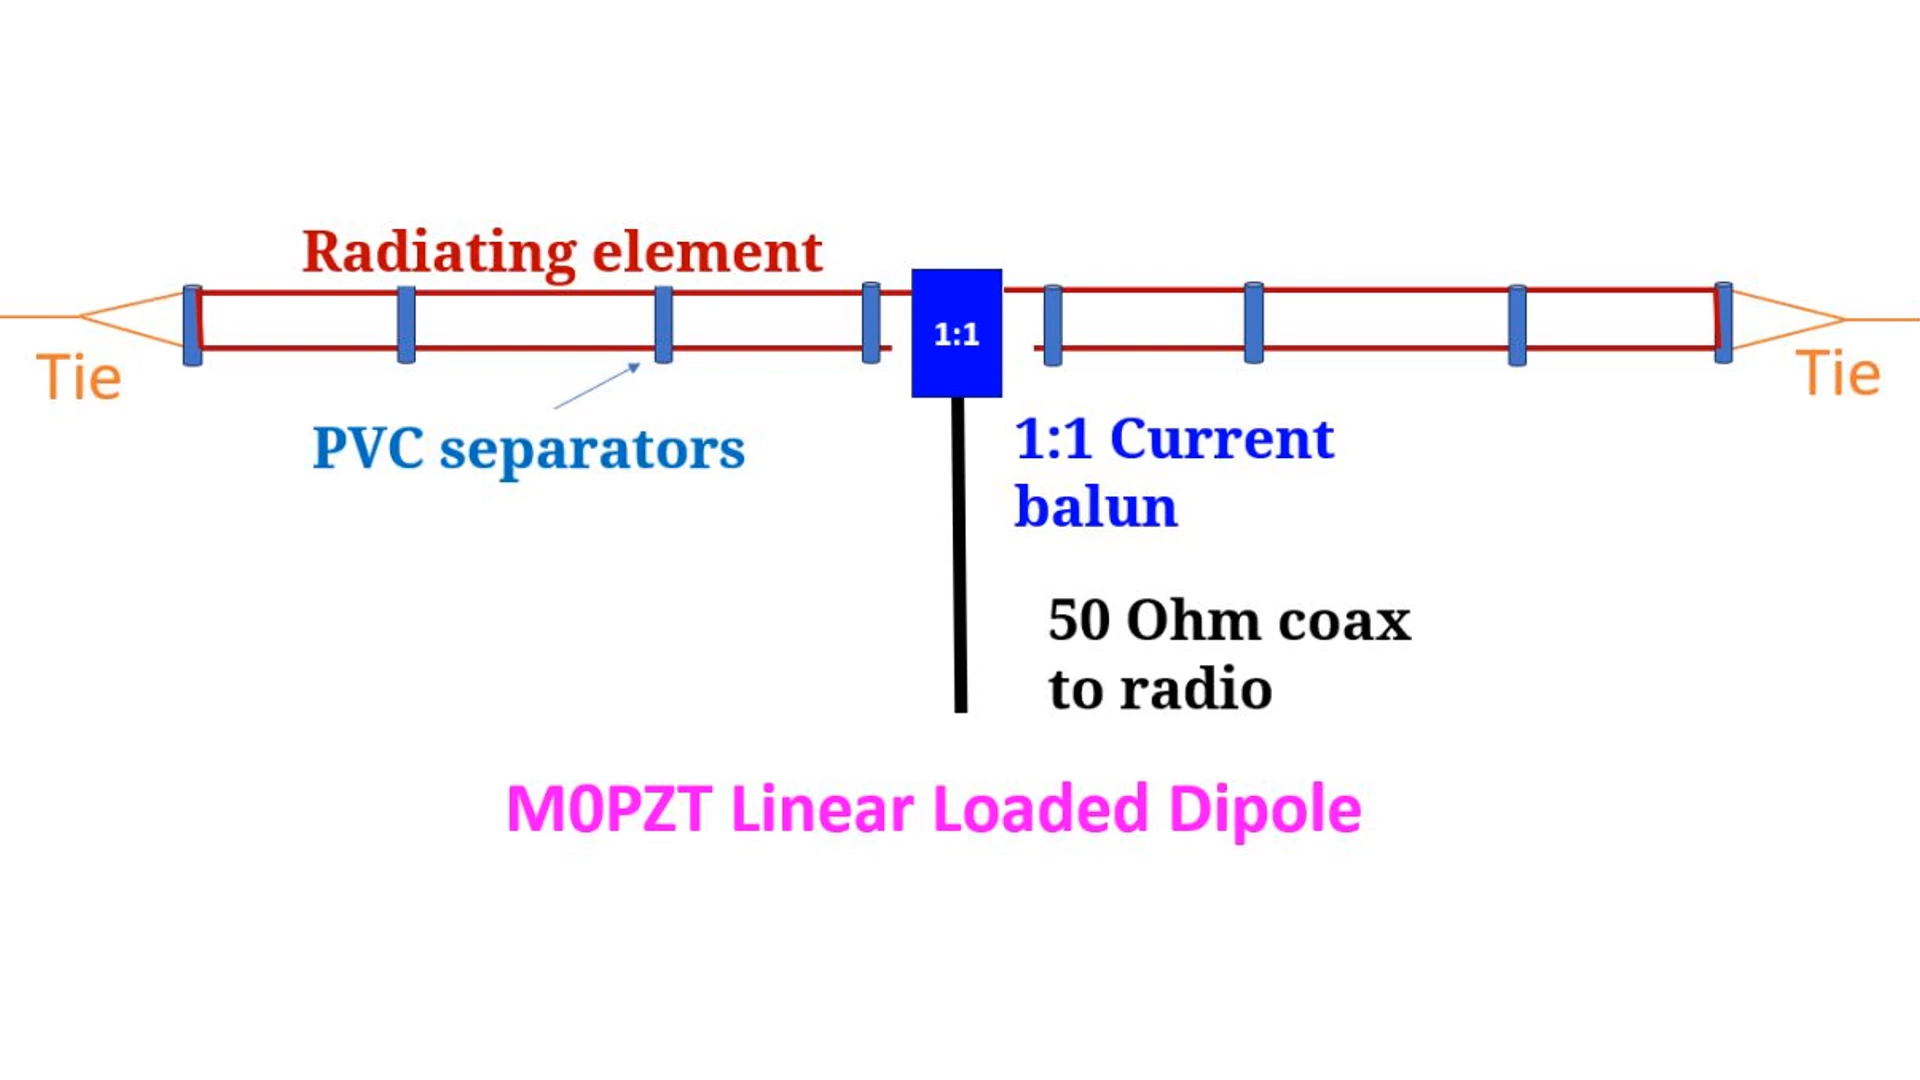 Radiating element
1:1
Tie
Tie
PVC separators
1:1 Current
balun
50 Ohm coax
to radio
M0PZT Linear Loaded Dipole